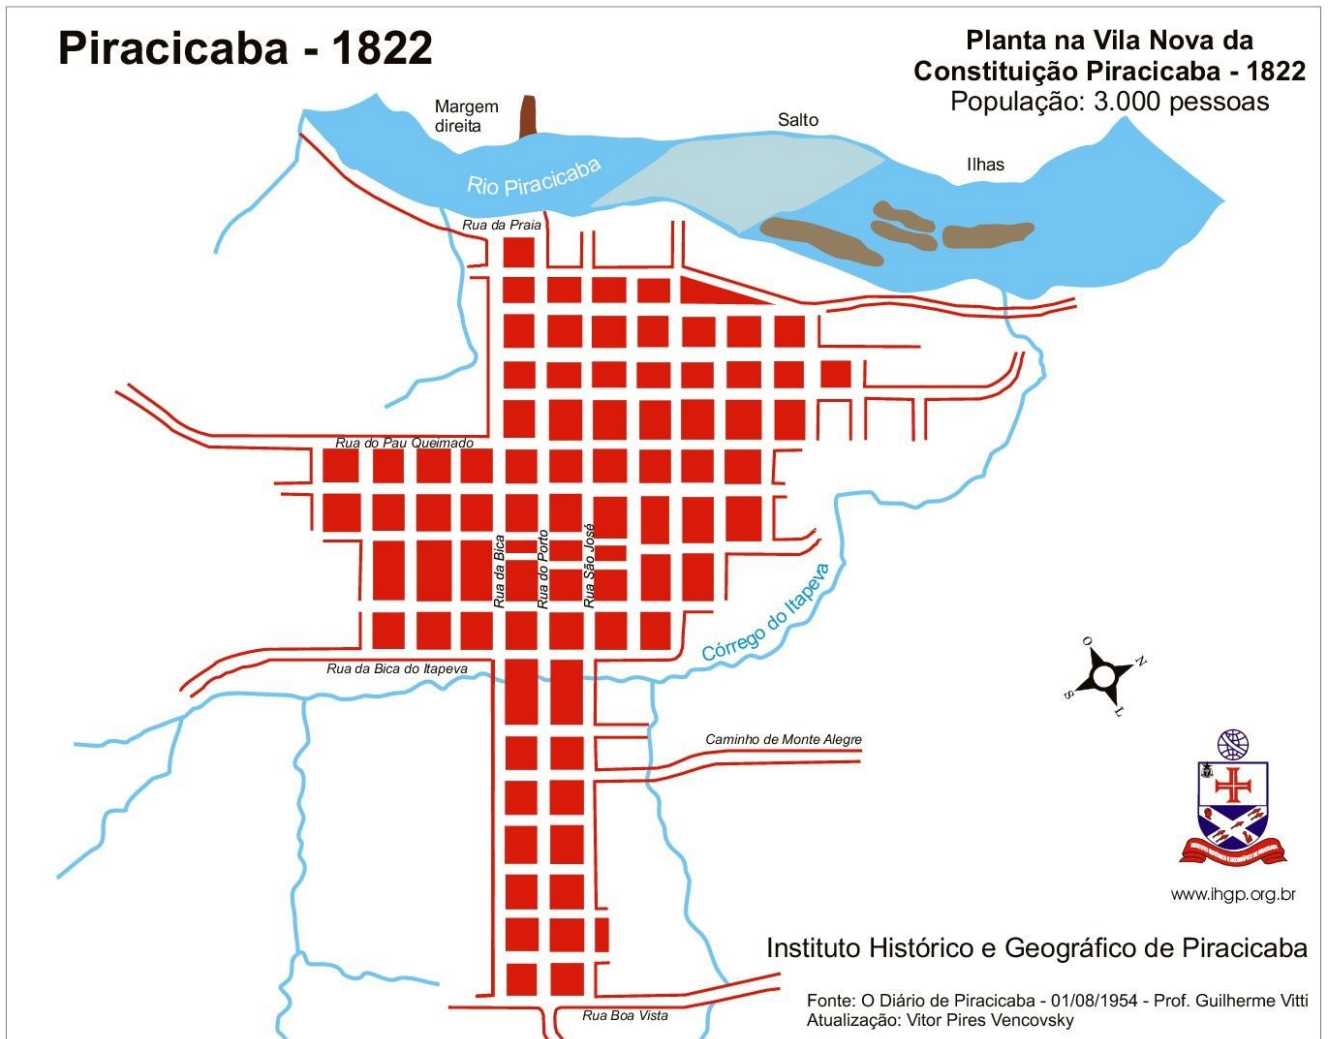 Piracicaba - 1822
Planta na Vila Nova da
Constituição Piracicaba - 1822
População: 3.000 pessoas
Margem
direita
Salto
Ilhas
Rio Piracicaba
Rua da Praia
Rua do Pau Queimado
Rua da Bica
Rua do Porto
Rua São José
Córrego do Itapeva
Rua da Bica do Itapeva
O
N
S
L
Caminho de Monte Alegre
www.ihgp.org.br
Instituto Histórico e Geográfico de Piracicaba
Fonte: O Diário de Piracicaba - 01/08/1954 - Prof. Guilherme Vitti
Atualização: Vitor Pires Vencovsky
Rua Boa Vista